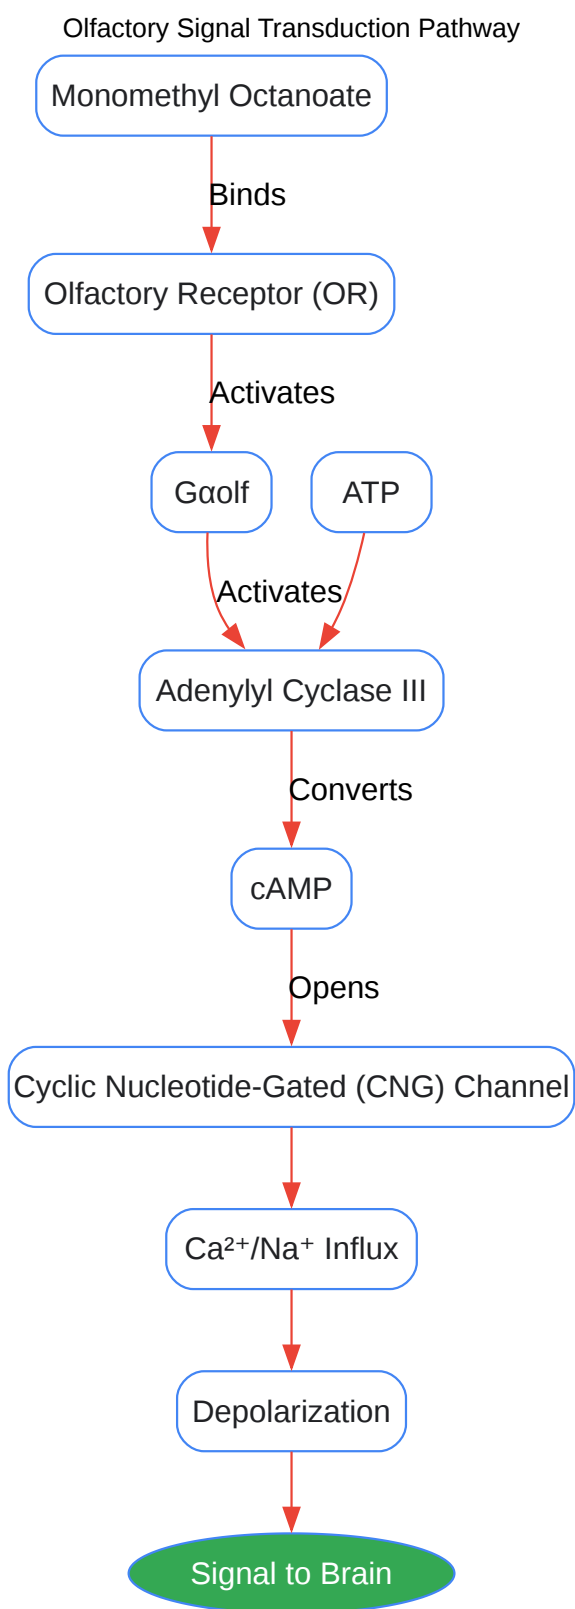 Olfactory Signal Transduction Pathway
Monomethyl Octanoate
Binds
Olfactory Receptor (OR)
Activates
Gαolf
ATP
Activates
Adenylyl Cyclase III
Converts
cAMP
Opens
Cyclic Nucleotide-Gated (CNG) Channel
Ca²⁺/Na⁺ Influx
Depolarization
Signal to Brain